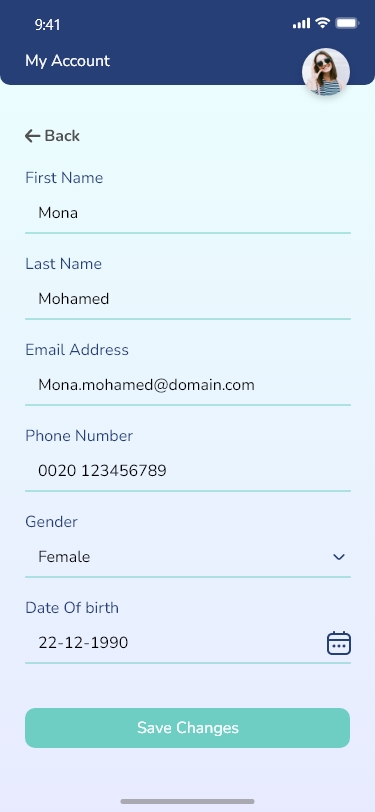 9:41
My Account
Back
First Name
Mona
Last Name
Mohamed
Email Address
Mona.mohamed@domain.com
Phone Number
0020 123456789
Gender
Female
Date Of birth
22-12-1990
Save Changes